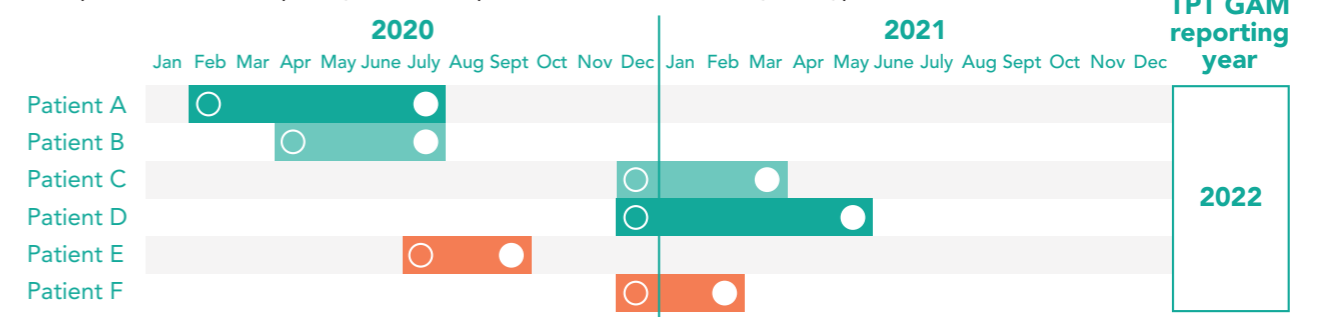 TPT GAM
reporting
year
2020
2021
Jan Feb Mar Apr May June July Aug Sept Oct Nov Dec Jan Feb Mar Apr May June July Aug Sept Oct Nov Dec
Patient A
Patient B
Patient C
Patient D
Patient E
Patient F
2022